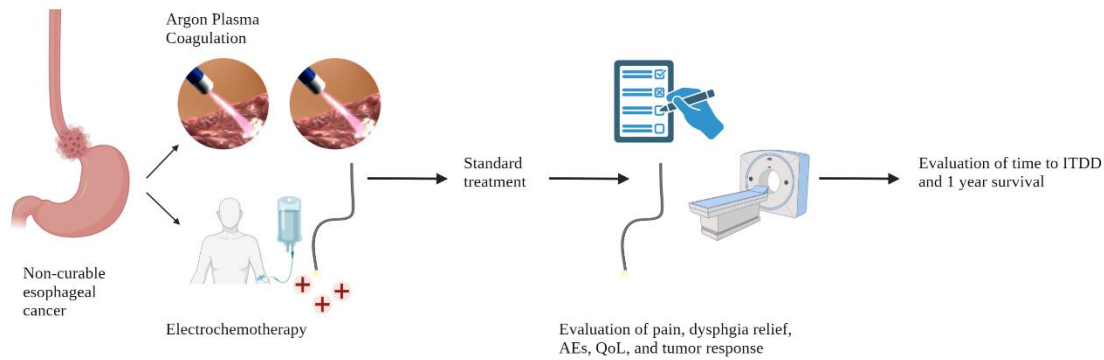 Argon Plasma
Coagulation
Non-curable
esophageal
cancer
Electrochemotherapy
Standard
treatment
Evaluation of pain, dysphgia relief,
AEs, QoL, and tumor response
Evaluation of time to ITDD
and 1 year survival